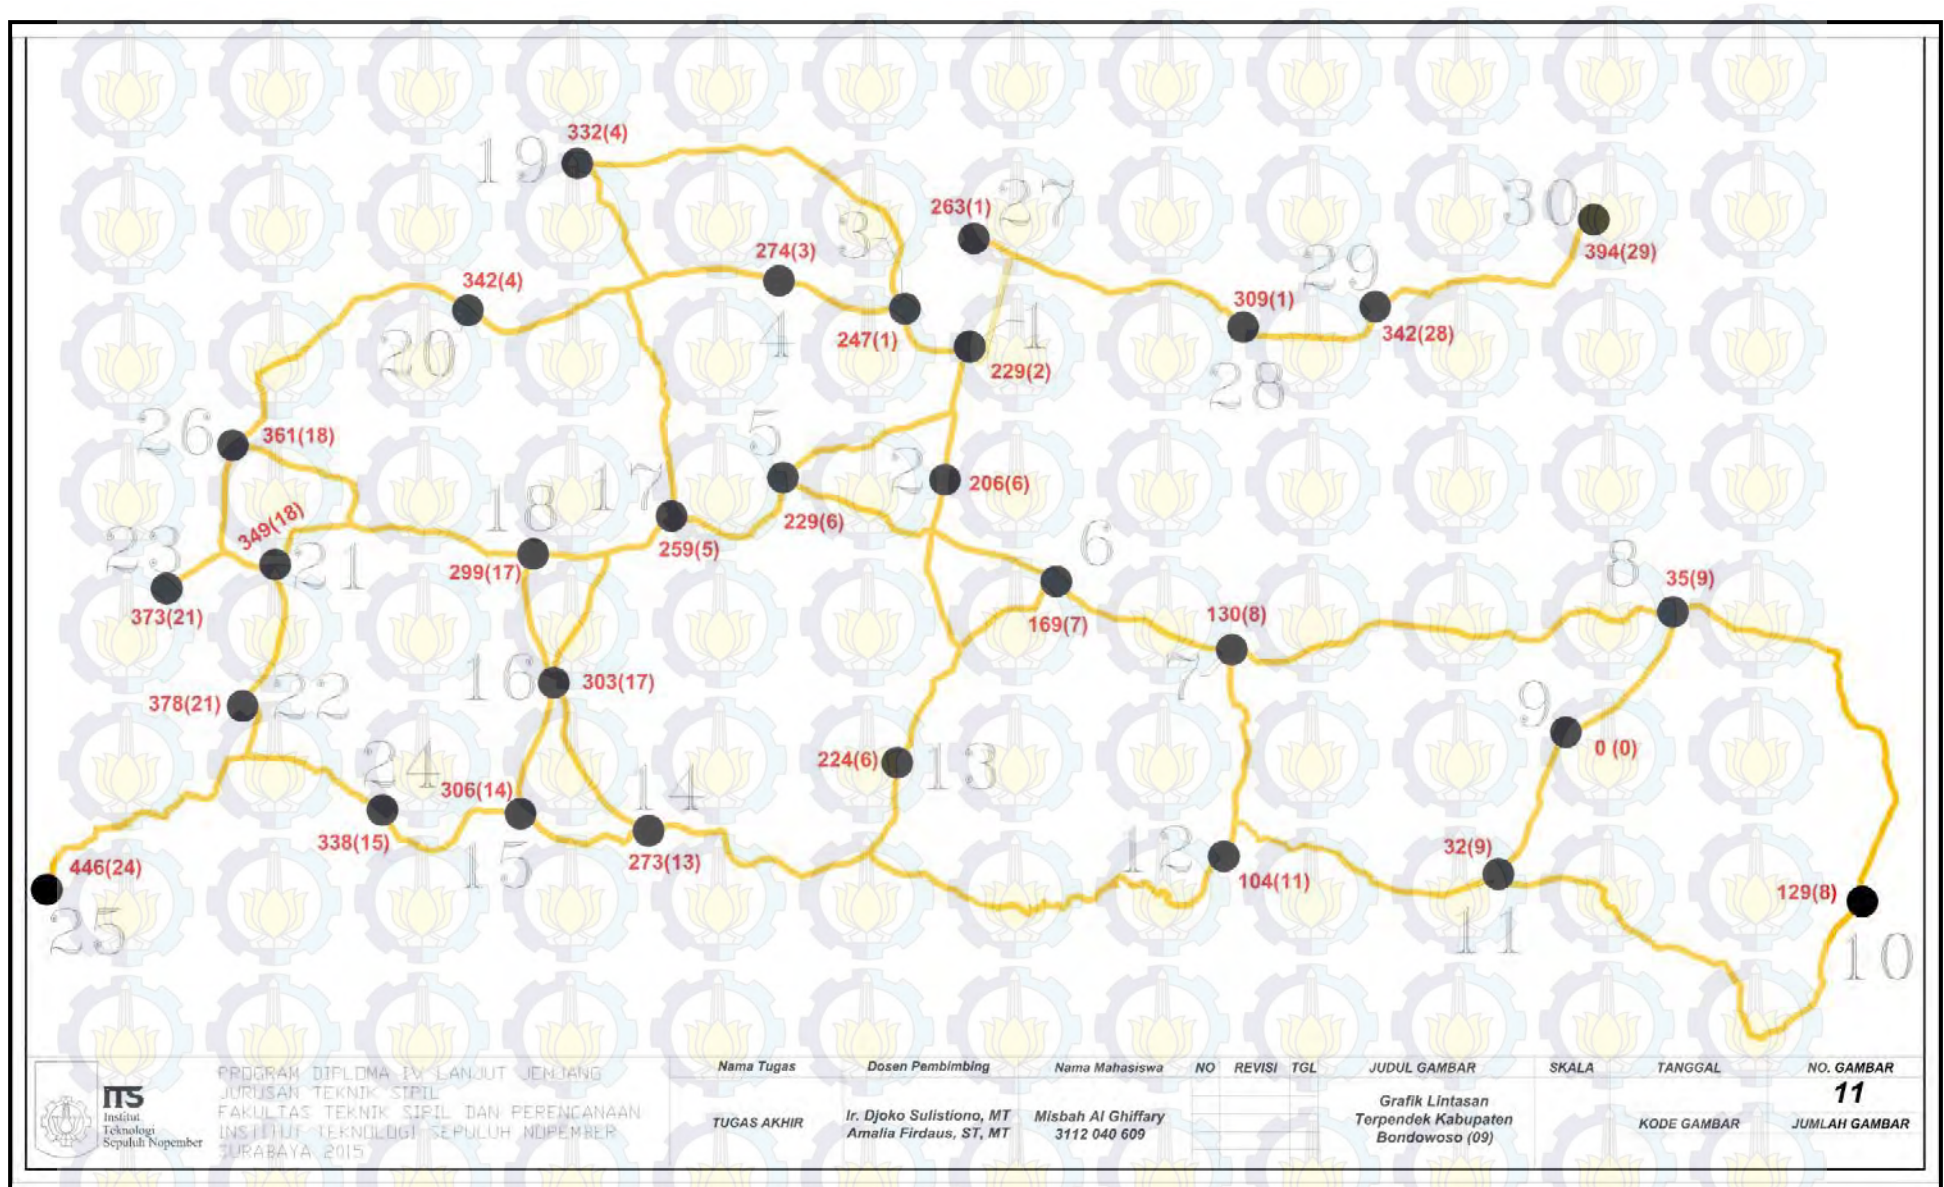 332(4)
19
27
263(1)
30
3
274(3)
394(29)
29
342(4)
309(1)
247(1)
1
342(28)
4
20
229(2)
28
5
26
361(18)
18
17
2
206(6)
349(18)
229(6)
6
23
21
259(5)
299(17)
8
35(9)
373(21)
169(7)
130(8)
16
303(17)
7
22
378(21)
9
0 (0)
224(6)
13
24
306(14)
14
338(15)
273(13)
12
32(9)
15
446(24)
104(11)
129(8)
25
11
10
ITS
Institut
Teknologi
Sepuluh Nopember
PROGRAM DIPLOMA IV LANJUT JENJANG
JURUSAN TEKNIK SIPIL
FAKULTAS TEKNIK SIPIL DAN PERENCANAAN
INSTITUT TEKNOLOGI SEPULUH NOPEMBER
SURABAYA 2015
Nama Tugas
TUGAS AKHIR
Dosen Pembimbing
Ir. Djoko Sulistiono, MT
Amalia Firdaus, ST, MT
Nama Mahasiswa
Misbah Al Ghiffary
3112 040 609
NO REVISI TGL
JUDUL GAMBAR
Grafik Lintasan
Terpendek Kabupaten
Bondowoso (09)
SKALA
TANGGAL
KODE GAMBAR
NO. GAMBAR
11
JUMLAH GAMBAR